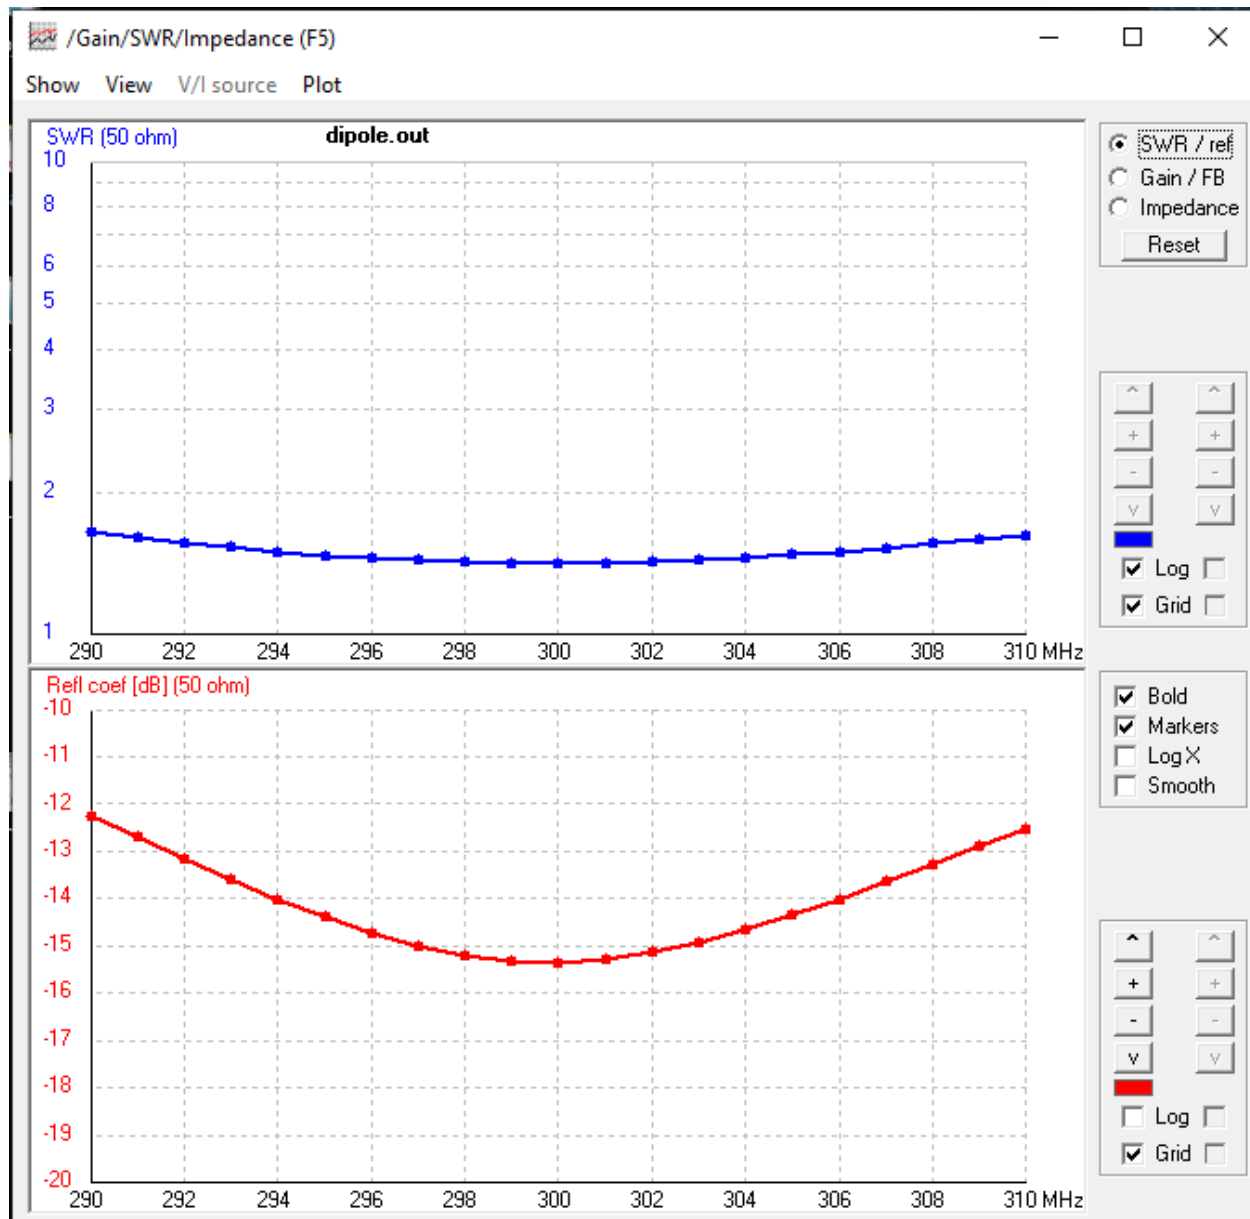 /Gain/SWR/Impedance (F5)
Show View V/I source Plot
SWR (50 ohm) dipole.out
10
8
6
5
4
3
2
1
290 292 294 296 298 300 302 304 306 308 310 MHz
Refl coef [dB] (50 ohm)
-10
-11
-12
-13
-14
-15
-16
-17
-18
-19
-20
290 292 294 296 298 300 302 304 306 308 310 MHz
SWR / ref
Gain / FB
Impedance
Reset
^ ^
+ +
- -
v v
Log
Grid
Bold
Markers
Log X
Smooth
^ ^
+ +
- -
v v
Log
Grid